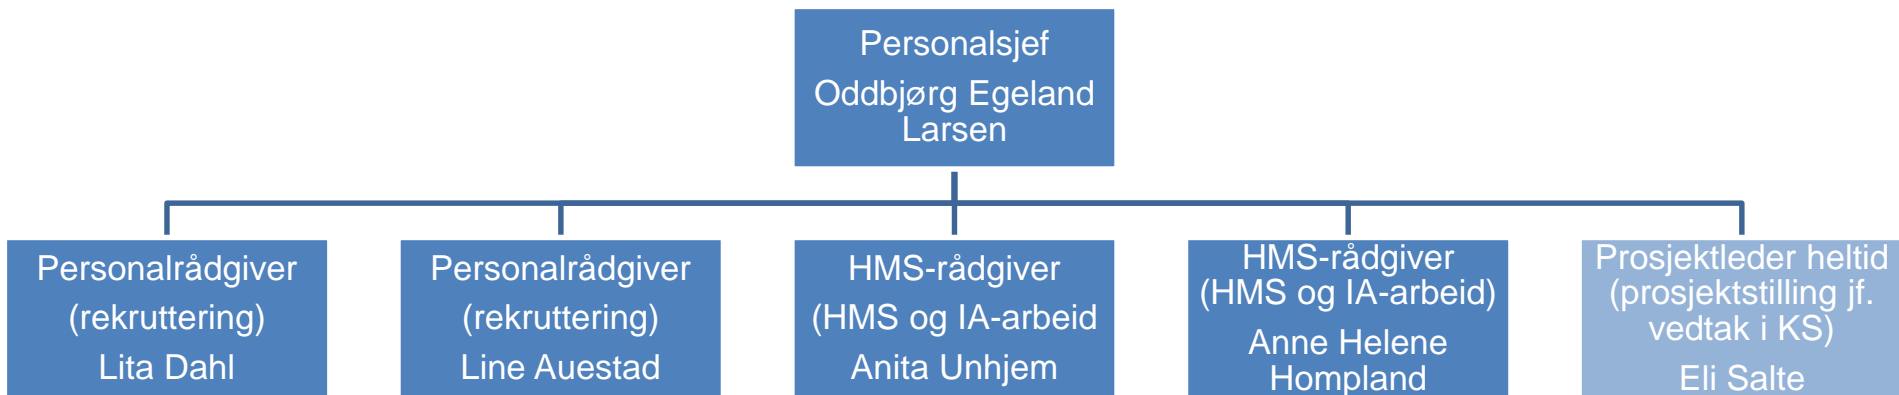 Personalsjef
Oddbjørg Egeland
Larsen
Personalrådgiver
(rekruttering)
Lita Dahl
Personalrådgiver
(rekruttering)
Line Auestad
HMS-rådgiver
(HMS og IA-arbeid
Anita Unhjem
HMS-rådgiver
(HMS og IA-arbeid)
Anne Helene
Hompland
Prosjektleder heltid
(prosjektstilling jf.
vedtak i KS)
Eli Salte